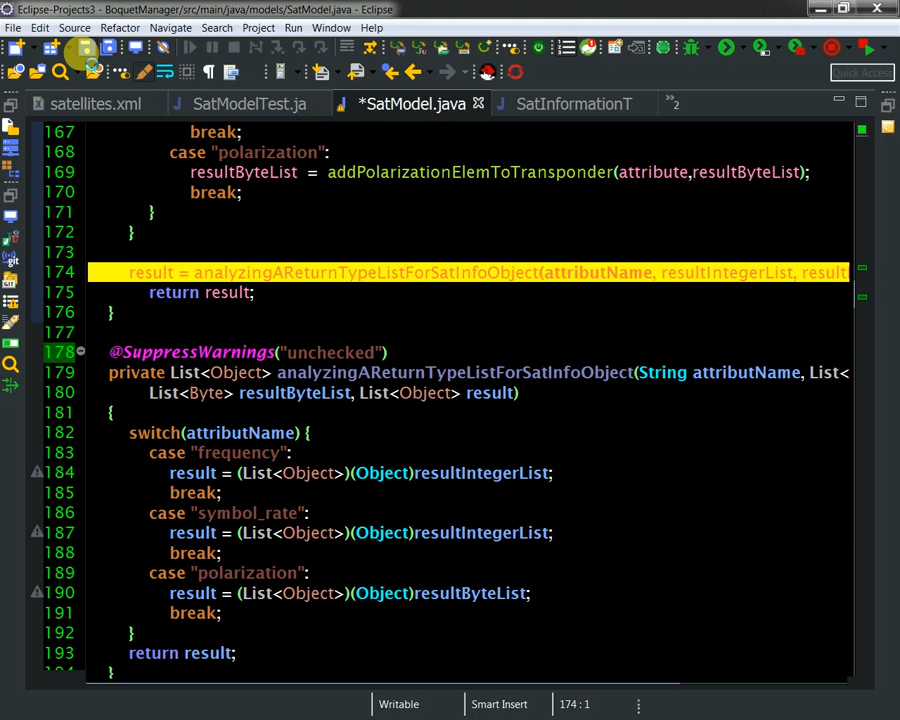 Eclipse-Projects3 - BoquetManager/src/main/java/models/SatModel.java - Eclipse
File Edit Source Refactor Navigate Search Project Run Window Help
Quick Access
satellites.xml SatModelTest.ja *SatModel.java SatInformationT »2
167 break;
168 case "polarization":
169 resultByteList = addPolarizationElemToTransponder(attribute,resultByteList);
170 break;
171 }
172 }
173
174 result = analyzingAReturnTypeListForSatInfoObject(attributName, resultIntegerList, result
175 return result;
176 }
177
178 @SuppressWarnings("unchecked")
179 private List<Object> analyzingAReturnTypeListForSatInfoObject(String attributName, List<
180 List<Byte> resultByteList, List<Object> result)
181 {
182 switch(attributName) {
183 case "frequency":
184 result = (List<Object>)(Object)resultIntegerList;
185 break;
186 case "symbol_rate":
187 result = (List<Object>)(Object)resultIntegerList;
188 break;
189 case "polarization":
190 result = (List<Object>)(Object)resultByteList;
191 break;
192 }
193 return result;
194 }
Writable Smart Insert 174 : 1